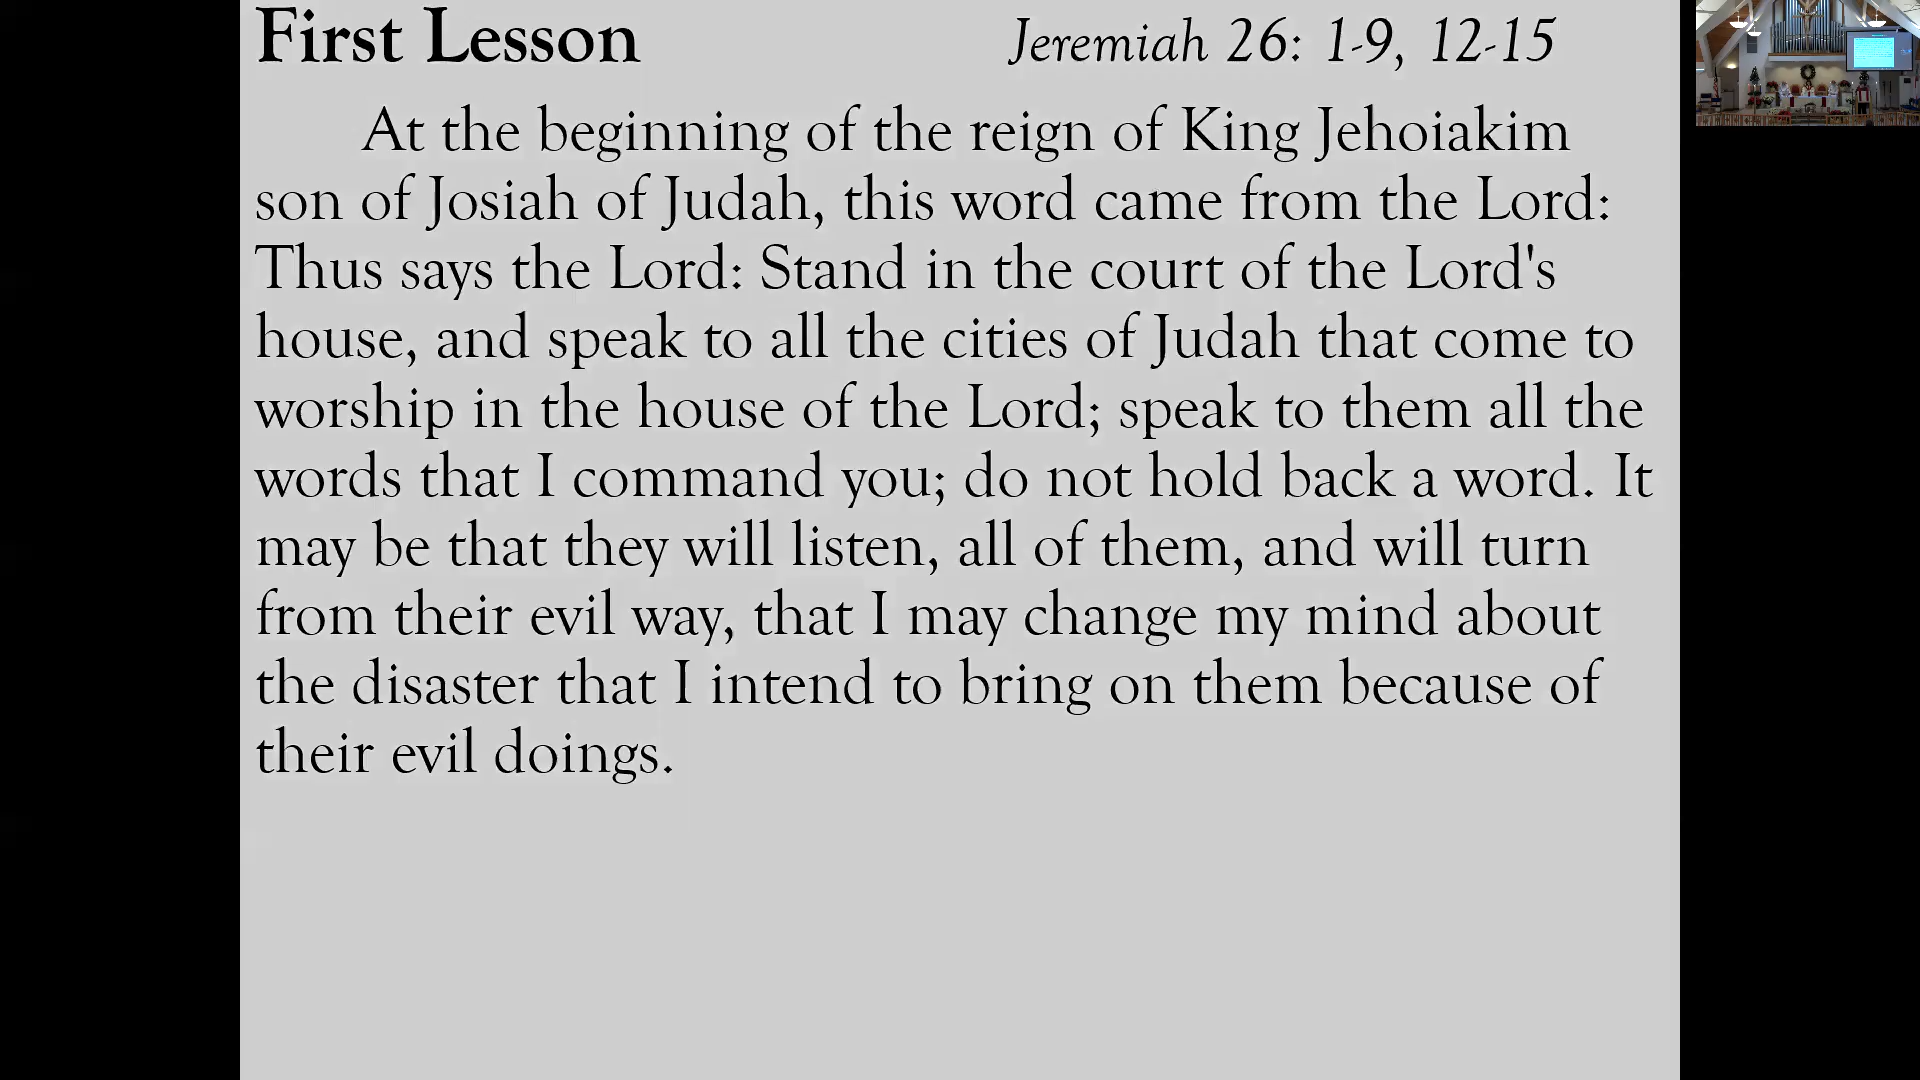 First Lesson Jeremiah 26: 1-9, 12-15
At the beginning of the reign of King Jehoiakim
son of Josiah of Judah, this word came from the Lord:
Thus says the Lord: Stand in the court of the Lord's
house, and speak to all the cities of Judah that come to
worship in the house of the Lord; speak to them all the
words that I command you; do not hold back a word. It
may be that they will listen, all of them, and will turn
from their evil way, that I may change my mind about
the disaster that I intend to bring on them because of
their evil doings.